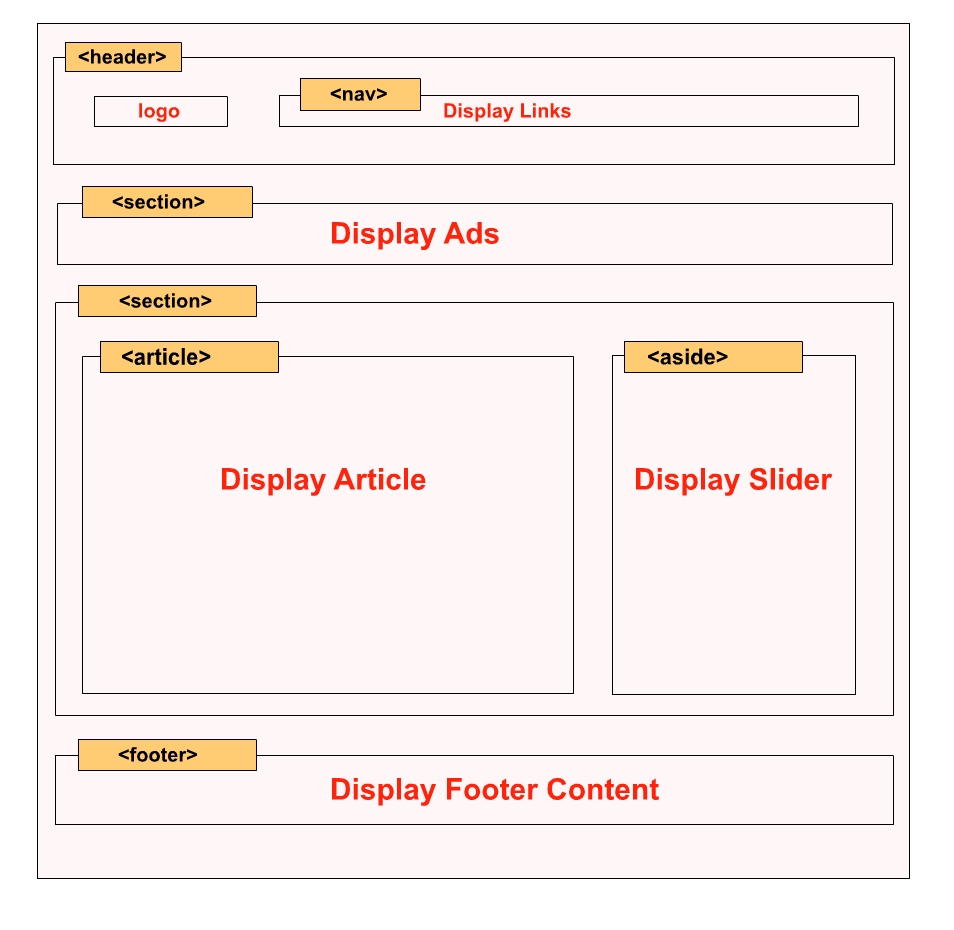 <header>
logo
<nav>
Display Links
<section>
Display Ads
<section>
<article>
<aside>
Display Article
Display Slider
<footer>
Display Footer Content